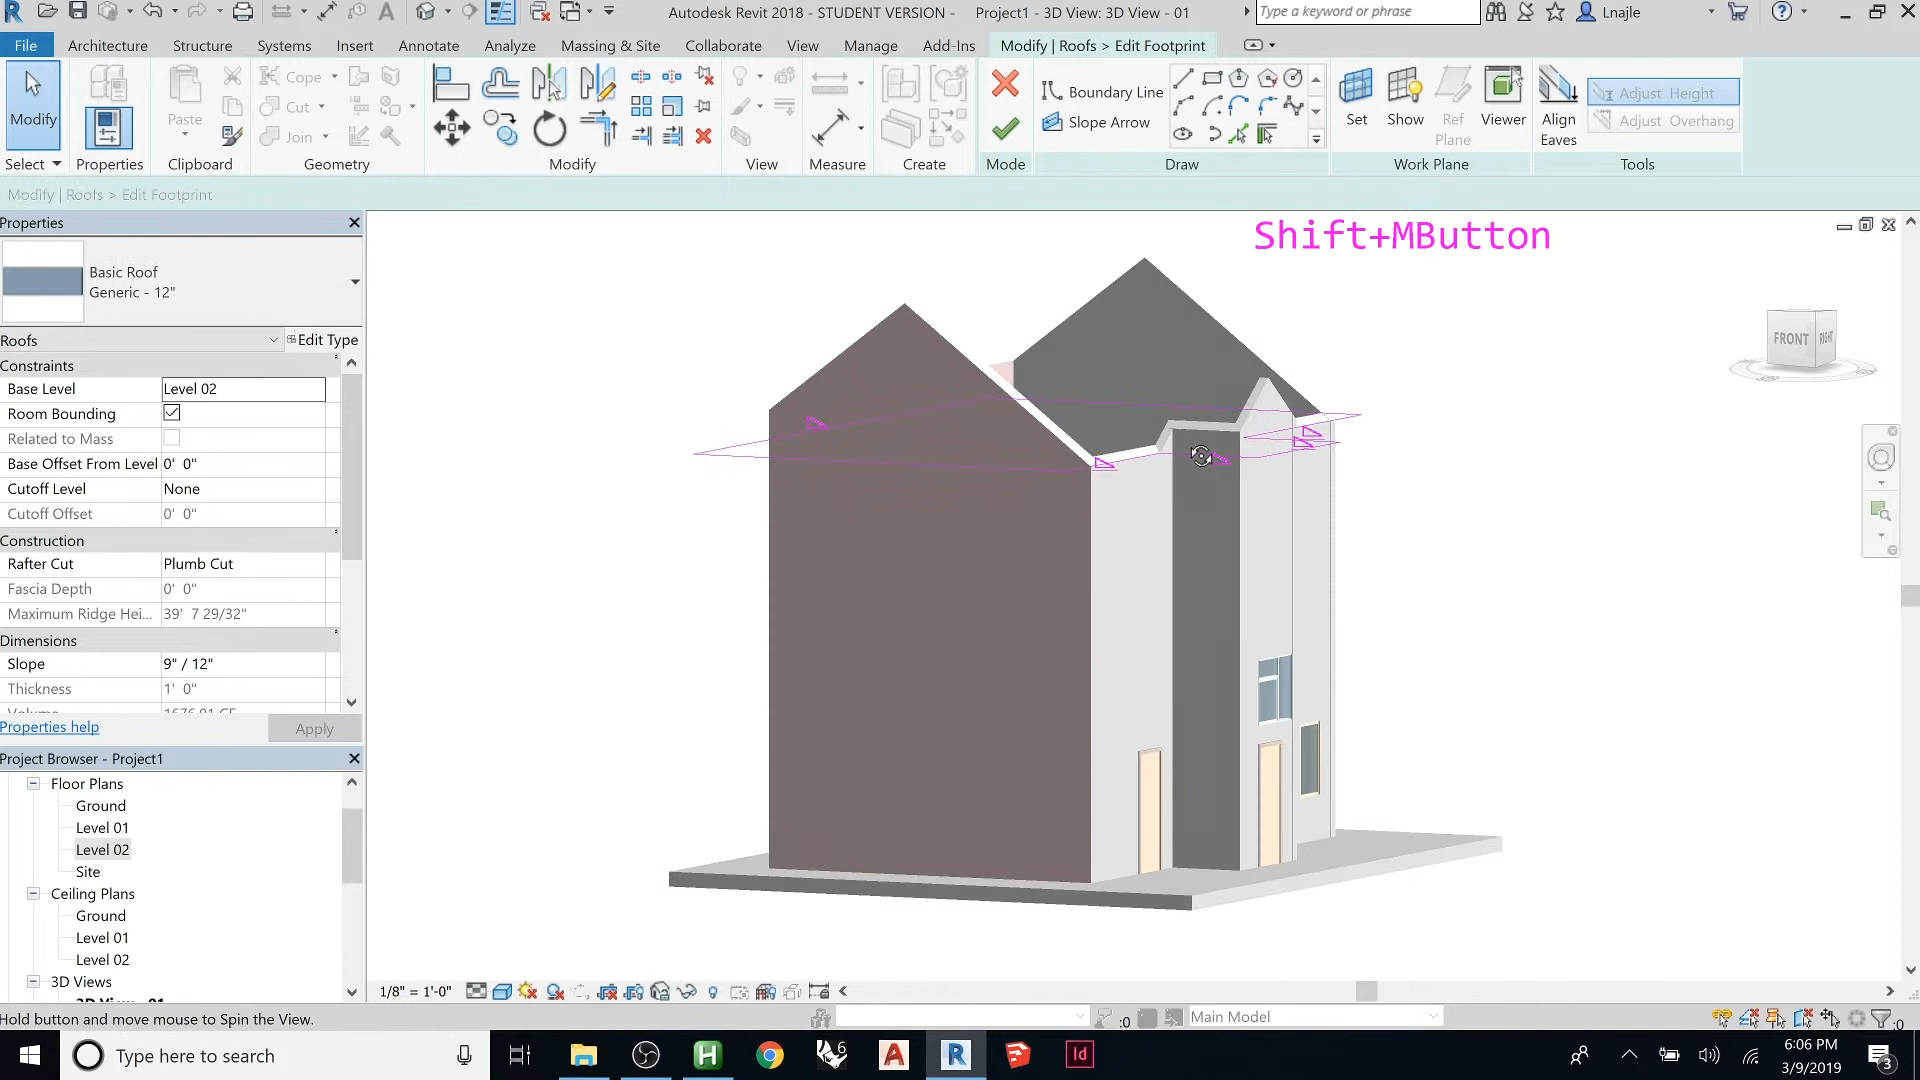 Autodesk Revit 2018 - STUDENT VERSION - Project1 - 3D View: 3D View - 01
Type a keyword or phrase
Lnajle
File Architecture Structure Systems Insert Annotate Analyze Massing & Site Collaborate View Manage Add-Ins Modify | Roofs > Edit Footprint
Modify
Select
Properties
Paste
Clipboard
Cope
Cut
Join
Geometry
Modify
View
Measure
Create
Mode
Boundary Line
Slope Arrow
Draw
Set
Show
Ref
Plane
Viewer
Work Plane
Align
Eaves
Adjust Height
Adjust Overhang
Tools
Modify | Roofs > Edit Footprint
Properties
Basic Roof
Generic - 12"
Roofs Edit Type
Constraints
Base Level Level 02
Room Bounding
Related to Mass
Base Offset From Level 0' 0"
Cutoff Level None
Cutoff Offset 0' 0"
Construction
Rafter Cut Plumb Cut
Fascia Depth 0' 0"
Maximum Ridge Hei... 39' 7 29/32"
Dimensions
Slope 9" / 12"
Thickness 1' 0"
Properties help Apply
Project Browser - Project1
Floor Plans
Ground
Level 01
Level 02
Site
Ceiling Plans
Ground
Level 01
Level 02
3D Views
Shift+MButton
FRONT
RIGHT
1/8" = 1'-0"
Hold button and move mouse to Spin the View.
:0
Main Model
:0
Type here to search
6
Id
6:06 PM
3/9/2019
3